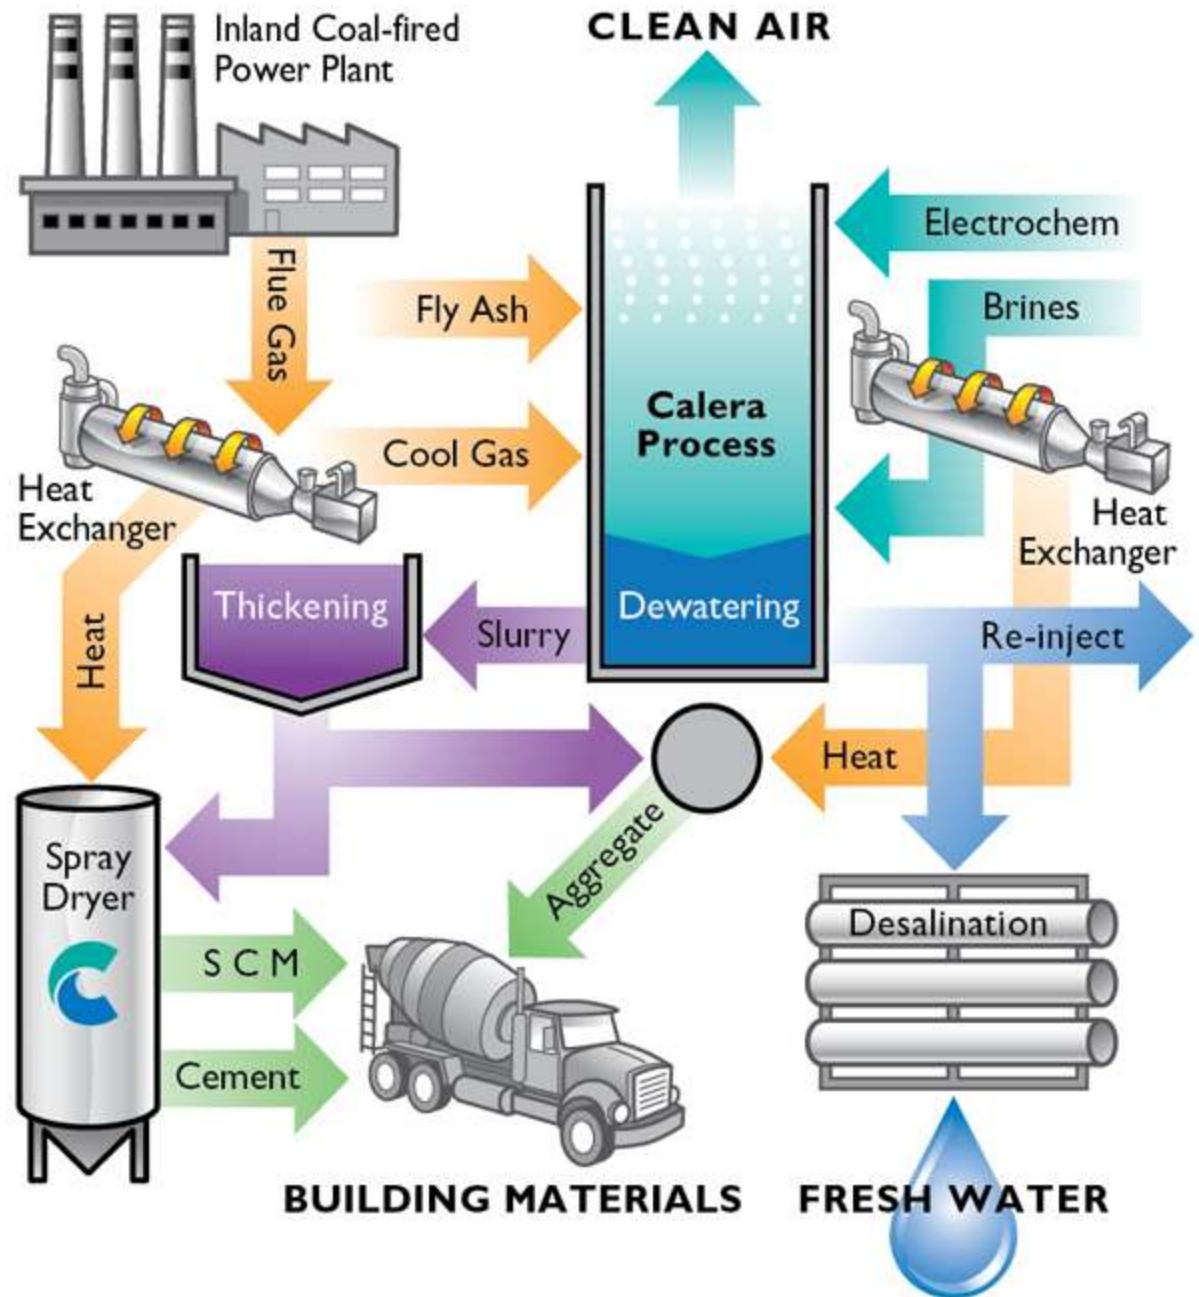 Inland Coal-fired
Power Plant
CLEAN AIR
Electrochem
Flue Gas
Fly Ash
Brines
Calera
Process
Cool Gas
Heat
Exchanger
Heat
Exchanger
Thickening
Slurry
Dewatering
Re-inject
Heat
Heat
Aggregate
Spray
Dryer
Desalination
S C M
Cement
BUILDING MATERIALS
FRESH WATER